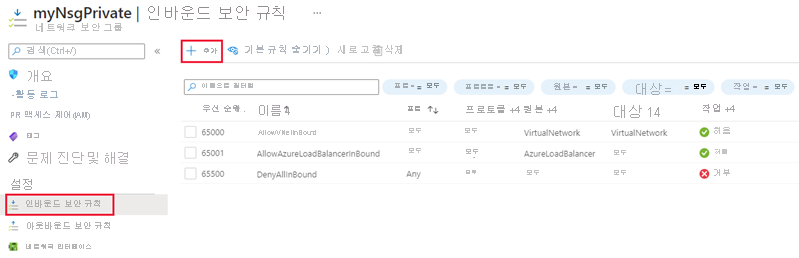 myNsgPrivate | 인바운드 보안 규칙 ...
네트워크 보안 그룹
검색(Ctrl+/) «
+ 추가 기본 규칙 숨기기 ) 새로 고침 삭제
개요
활동 로그
PR 액세스 제어(IAM)
태그
문제 진단 및 해결
설정
인바운드 보안 규칙
아웃바운드 보안 규칙
네트워크 인터페이스
이름으로 필터링 포트 = 모두 프로토콜 = 모두 원본 = 모두 대상 = 모두 작업 = 모두
우선 순위.. 이름 포트 프로토콜 +4 원본 +4 대상 14 작업 +4
65000 AllowVNetInBound 모두 모두 VirtualNetwork VirtualNetwork 허용
65001 AllowAzureLoadBalancerInBound 모두 모두 AzureLoadBalancer 모두 허용
65500 DenyAllInBound Any 모두 모두 모두 거부